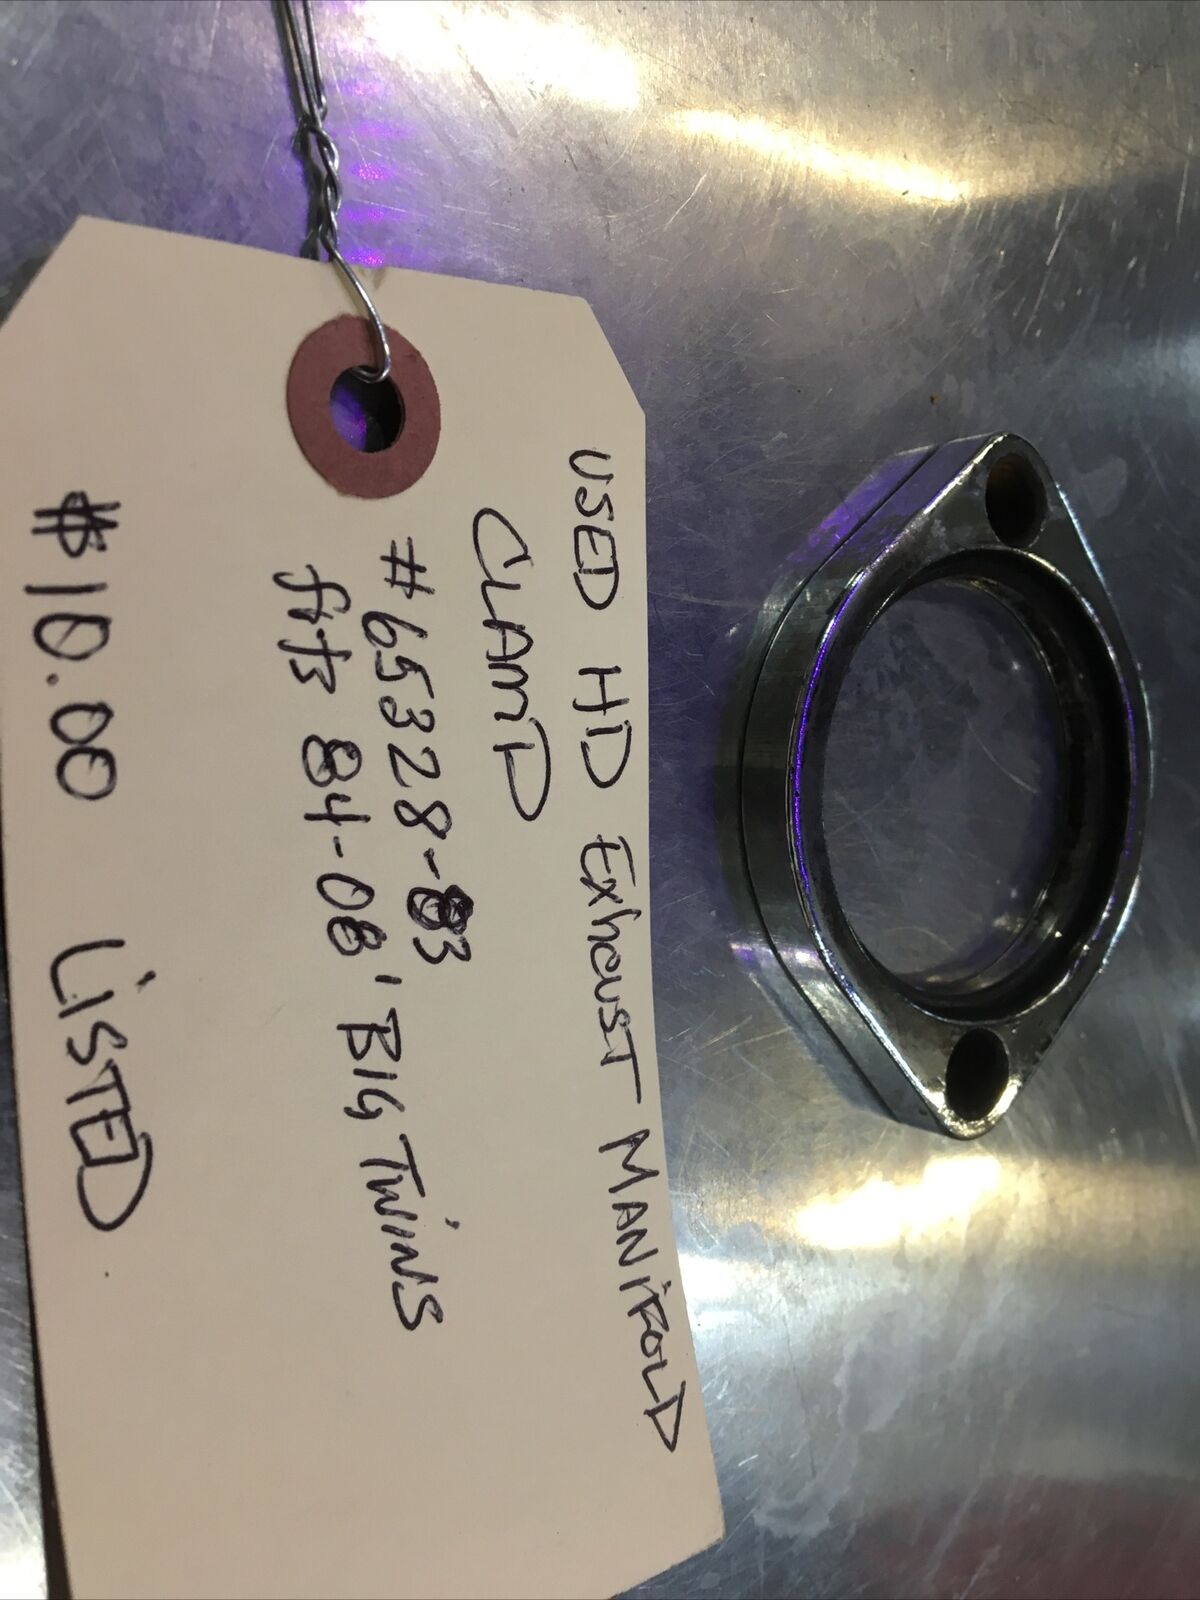 USED HD Exhaust MANiFOLD
CLAMP
#65328-83
fits 84-08' BIG TWiNS
$10.00 LiSTED